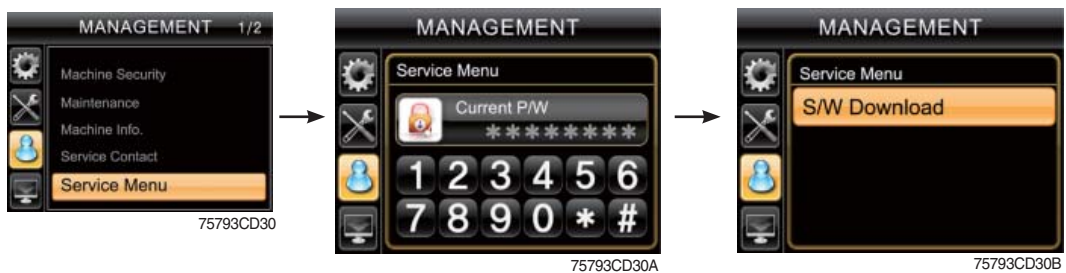 MANAGEMENT 1/2
Machine Security
Maintenance
Machine Info.
Service Contact
Service Menu
75793CD30
MANAGEMENT
Service Menu
Current P/W
********
1 2 3 4 5 6
7 8 9 0 * #
75793CD30A
MANAGEMENT
Service Menu
S/W Download
75793CD30B